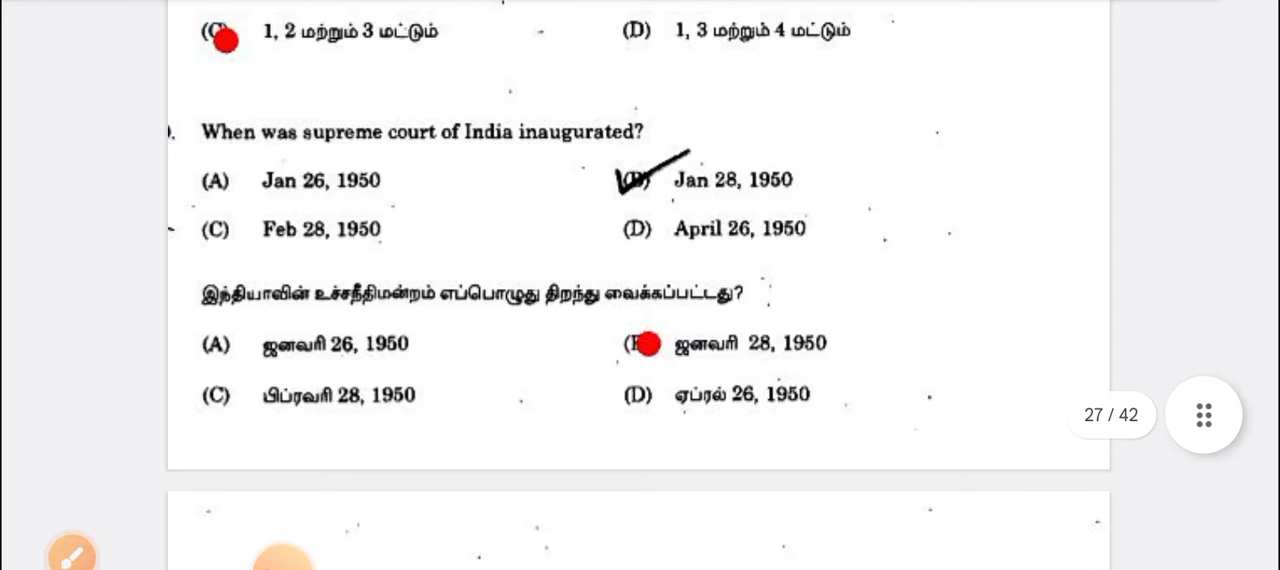 1, 2 மற்றும் 3 மட்டும் (D) 1, 3 மற்றும் 4 மட்டும்
When was supreme court of India inaugurated?
(A) Jan 26, 1950 (B) Jan 28, 1950
(C) Feb 28, 1950 (D) April 26, 1950
இந்தியாவின் உச்சநீதிமன்றம் எப்பொழுது திறந்து வைக்கப்பட்டது?
(A) ஜனவரி 26, 1950 ஜனவரி 28, 1950
(C) பிப்ரவரி 28, 1950 (D) ஏப்ரல் 26, 1950
27 / 42